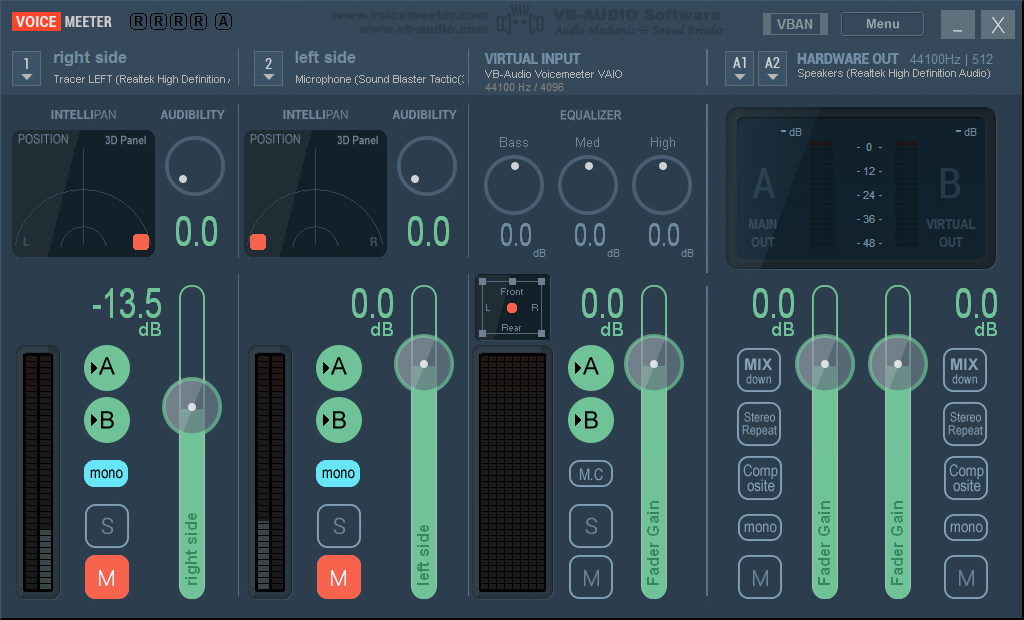 VOICE MEETER
R R R R A
www.voicemeeter.com
www.vb-audio.com
VB-AUDIO Software
Audio Mechanic & Sound Breeder
VBAN
Menu
_ X
1
right side
Tracer LEFT (Realtek High Definition
2
left side
Microphone (Sound Blaster Tactic(
VIRTUAL INPUT
VB-Audio Voicemeeter VAIO
44100 Hz / 4096
A1 A2
HARDWARE OUT 44100Hz | 512
Speakers (Realtek High Definition Audio)
INTELLIPAN AUDIBILITY
POSITION 3D Panel
L
0.0
INTELLIPAN AUDIBILITY
POSITION 3D Panel
R
0.0
EQUALIZER
Bass Med High
0.0 0.0 0.0
dB dB dB
- dB - dB
- 0 -
- 12 -
- 24 -
- 36 -
- 48 -
A
MAIN
OUT
B
VIRTUAL
OUT
-13.5
dB
A
B
mono
S
M
right side
0.0
dB
A
B
mono
S
M
left side
Front
L R
Rear
0.0
dB
A
B
M.C
S
M
Fader Gain
0.0
dB
MIX
down
Stereo
Repeat
Comp
osite
mono
M
Fader Gain
Fader Gain
0.0
dB
MIX
down
Stereo
Repeat
Comp
osite
mono
M